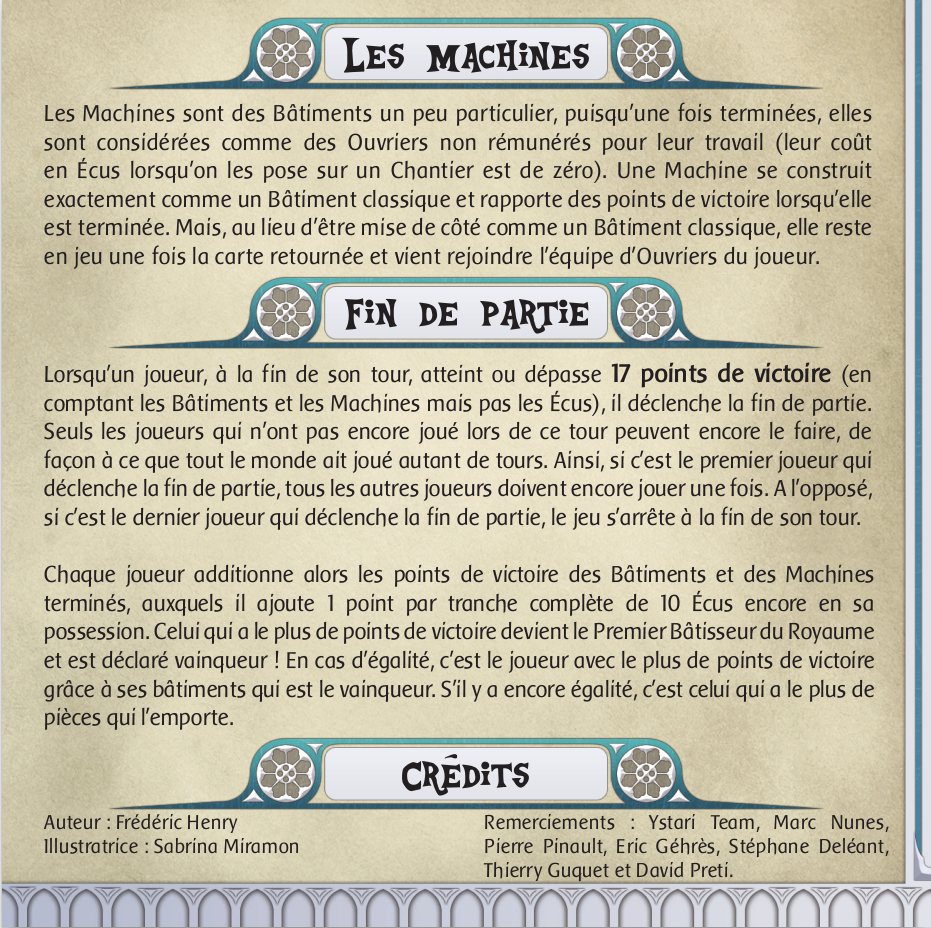 Les Machines
Les Machines sont des Bâtiments un peu particulier, puisqu'une fois terminées, elles
sont considérées comme des Ouvriers non rémunérés pour leur travail (leur coût
en Écus lorsqu'on les pose sur un Chantier est de zéro). Une Machine se construit
exactement comme un Bâtiment classique et rapporte des points de victoire lorsqu'elle
est terminée. Mais, au lieu d'être mise de côté comme un Bâtiment classique, elle reste
en jeu une fois la carte retournée et vient rejoindre l'équipe d'Ouvriers du joueur.
Fin de partie
Lorsqu'un joueur, à la fin de son tour, atteint ou dépasse 17 points de victoire (en
comptant les Bâtiments et les Machines mais pas les Écus), il déclenche la fin de partie.
Seuls les joueurs qui n'ont pas encore joué lors de ce tour peuvent encore le faire, de
façon à ce que tout le monde ait joué autant de tours. Ainsi, si c'est le premier joueur qui
déclenche la fin de partie, tous les autres joueurs doivent encore jouer une fois. A l'opposé,
si c'est le dernier joueur qui déclenche la fin de partie, le jeu s'arrête à la fin de son tour.
Chaque joueur additionne alors les points de victoire des Bâtiments et des Machines
terminés, auxquels il ajoute 1 point par tranche complète de 10 Écus encore en sa
possession. Celui qui a le plus de points de victoire devient le Premier Bâtisseur du Royaume
et est déclaré vainqueur ! En cas d'égalité, c'est le joueur avec le plus de points de victoire
grâce à ses bâtiments qui est le vainqueur. S'il y a encore égalité, c'est celui qui a le plus de
pièces qui l'emporte.
Crédits
Auteur : Frédéric Henry
Illustratrice : Sabrina Miramon
Remerciements : Ystari Team, Marc Nunes,
Pierre Pinault, Eric Géhrès, Stéphane Deléant,
Thierry Guquet et David Preti.